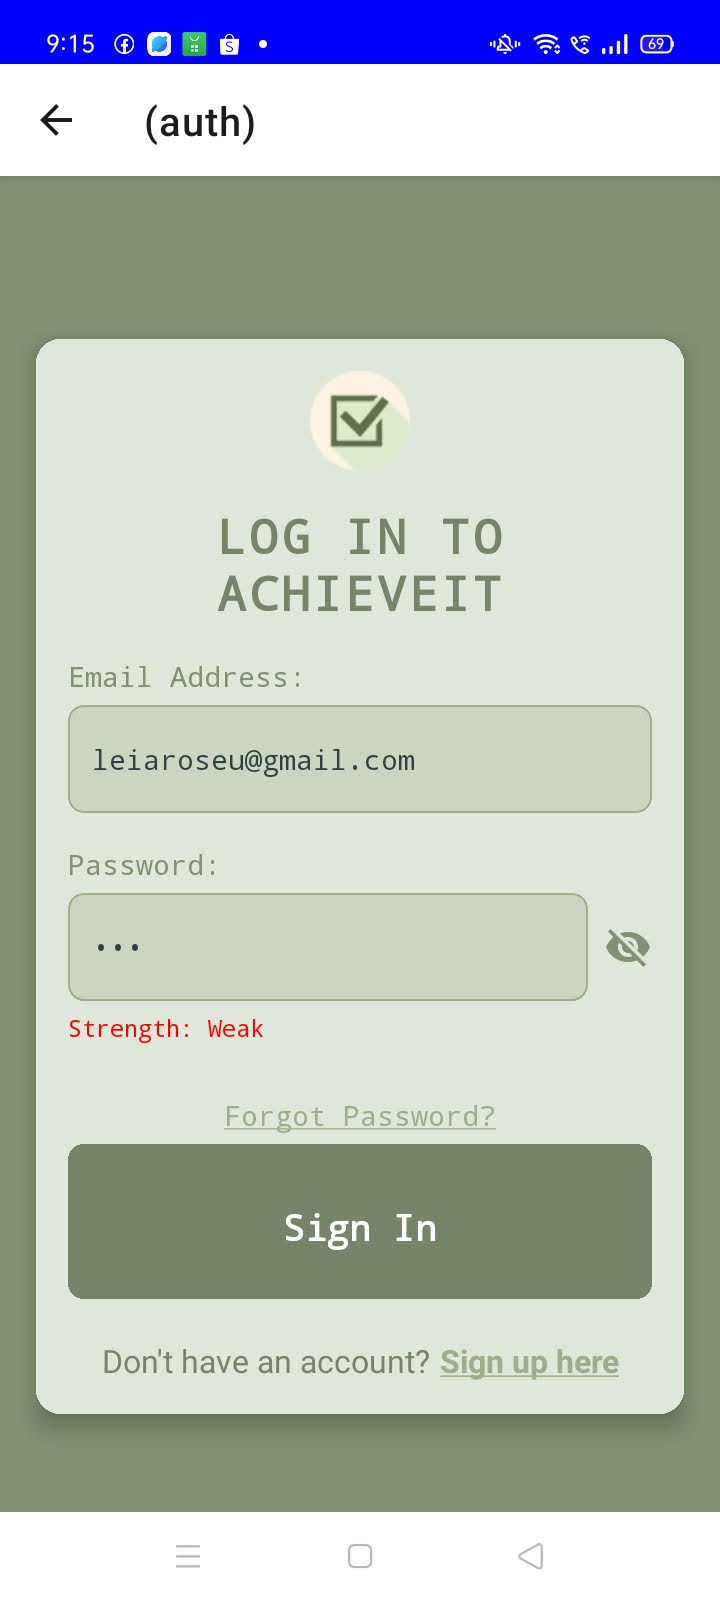 9:15
69
(auth)
LOG IN TO
ACHIEVEIT
Email Address:
leiaroseu@gmail.com
Password:
•••
Strength: Weak
Forgot Password?
Sign In
Don't have an account? Sign up here